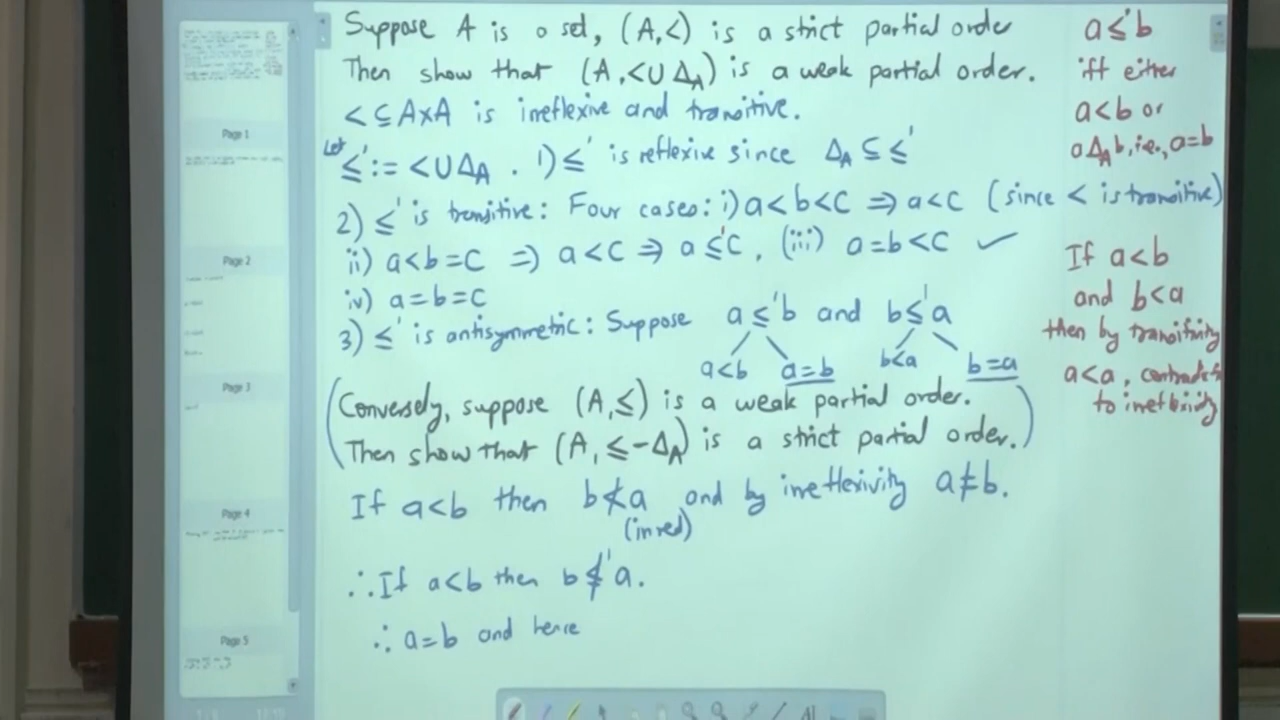 Suppose A is a set, (A,<) is a strict partial order
Then show that (A,<∪Δ_A) is a weak partial order.
< ⊆ A×A is irreflexive and transitive.
Let ≤' := <∪Δ_A . 1) ≤' is reflexive since Δ_A ⊆ ≤'
2) ≤' is transitive: Four cases: i) a<b<c ⇒ a<c (since < is transitive)
ii) a<b=c ⇒ a<c ⇒ a≤'c, (iii) a=b<c ✓
iv) a=b=c
3) ≤' is antisymmetric: Suppose a≤'b and b≤'a
a<b a=b b<a b=a
(Conversely, suppose (A,≤) is a weak partial order.
Then show that (A,≤-Δ_A) is a strict partial order.)
If a<b then b≮a and by irreflexivity a≠b.
(in red)
∴ If a<b then b≰'a.
∴ a=b and hence
a≤'b
iff either
a<b or
aΔ_A b, i.e., a=b
If a<b
and b<a
then by transitivity
a<a, contradicts
to irreflexivity
Page 1
Page 2
Page 3
Page 4
Page 5